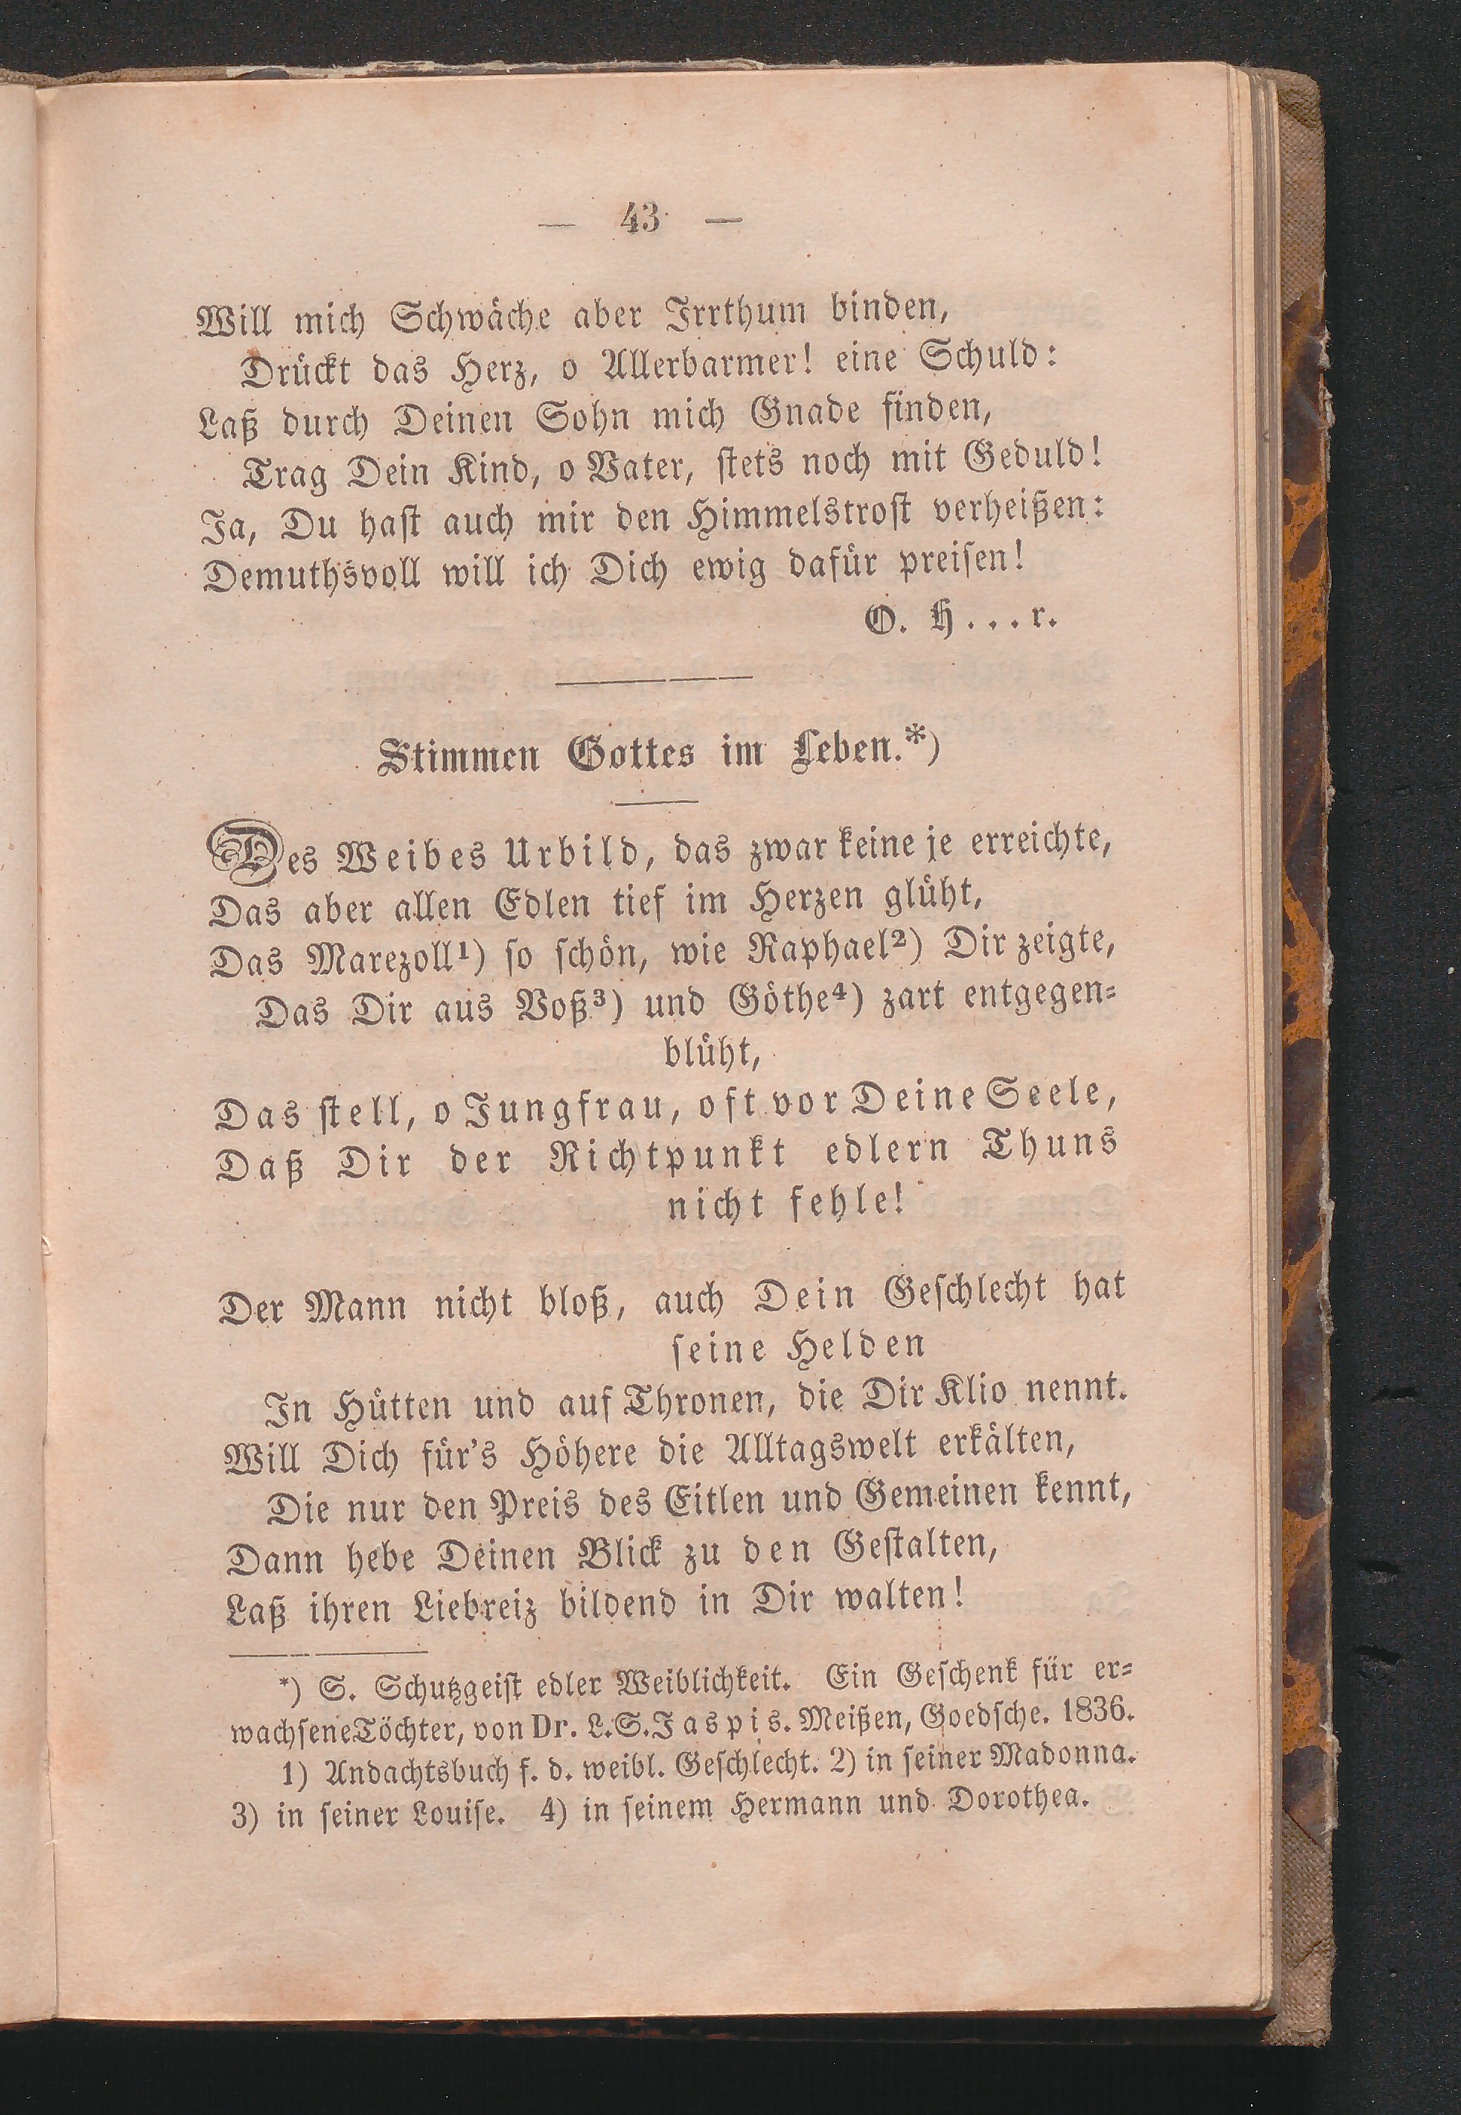 — 43 —
Will mich Schwäche aber Irrthum binden,
Drückt das Herz, o Allerbarmer! eine Schuld:
Laß durch Deinen Sohn mich Gnade finden,
Trag Dein Kind, o Vater, stets noch mit Geduld!
Ja, Du hast auch mir den Himmelstrost verheißen:
Demuthsvoll will ich Dich ewig dafür preisen!
O. H...r.
Stimmen Gottes im Leben.*)
Des Weibes Urbild, das zwar keine je erreichte,
Das aber allen Edlen tief im Herzen glüht,
Das Marezoll¹) so schön, wie Raphael²) Dir zeigte,
Das Dir aus Voß³) und Göthe⁴) zart entgegen-
blüht,
Das stell, o Jungfrau, oft vor Deine Seele,
Daß Dir der Richtpunkt edlern Thuns
nicht fehle!
Der Mann nicht bloß, auch Dein Geschlecht hat
seine Helden
In Hütten und auf Thronen, die Dir Klio nennt.
Will Dich für's Höhere die Alltagswelt erkälten,
Die nur den Preis des Eitlen und Gemeinen kennt,
Dann hebe Deinen Blick zu den Gestalten,
Laß ihren Liebreiz bildend in Dir walten!
*) S. Schutzgeist edler Weiblichkeit. Ein Geschenk für er-
wachsene Töchter, von Dr. L. S. Jaspis. Meißen, Goedsche. 1836.
1) Andachtsbuch f. d. weibl. Geschlecht. 2) in seiner Madonna.
3) in seiner Louise. 4) in seinem Hermann und Dorothea.